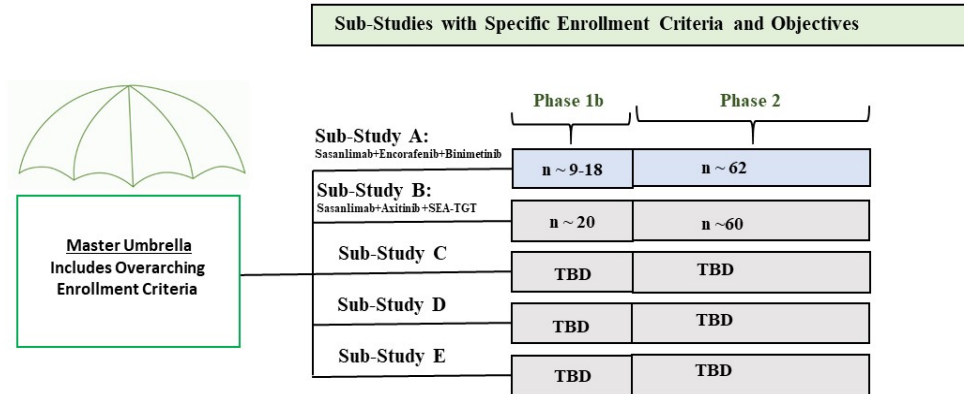 Sub-Studies with Specific Enrollment Criteria and Objectives
Phase 1b
Phase 2
Sub-Study A:
Sasanlimab+Encorafenib+Binimetinib
n ~ 9-18
n ~ 62
Sub-Study B:
Sasanlimab+Axitinib+SEA-TGT
n ~ 20
n ~60
Master Umbrella
Includes Overarching
Enrollment Criteria
Sub-Study C
TBD
TBD
Sub-Study D
TBD
TBD
Sub-Study E
TBD
TBD